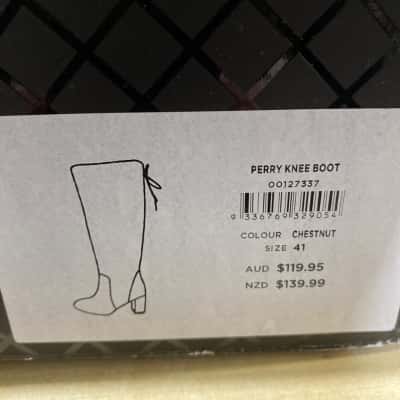 PERRY KNEE BOOT
00127337
9 336769 329054
COLOUR CHESTNUT
SIZE 41
AUD $119.95
NZD $139.99